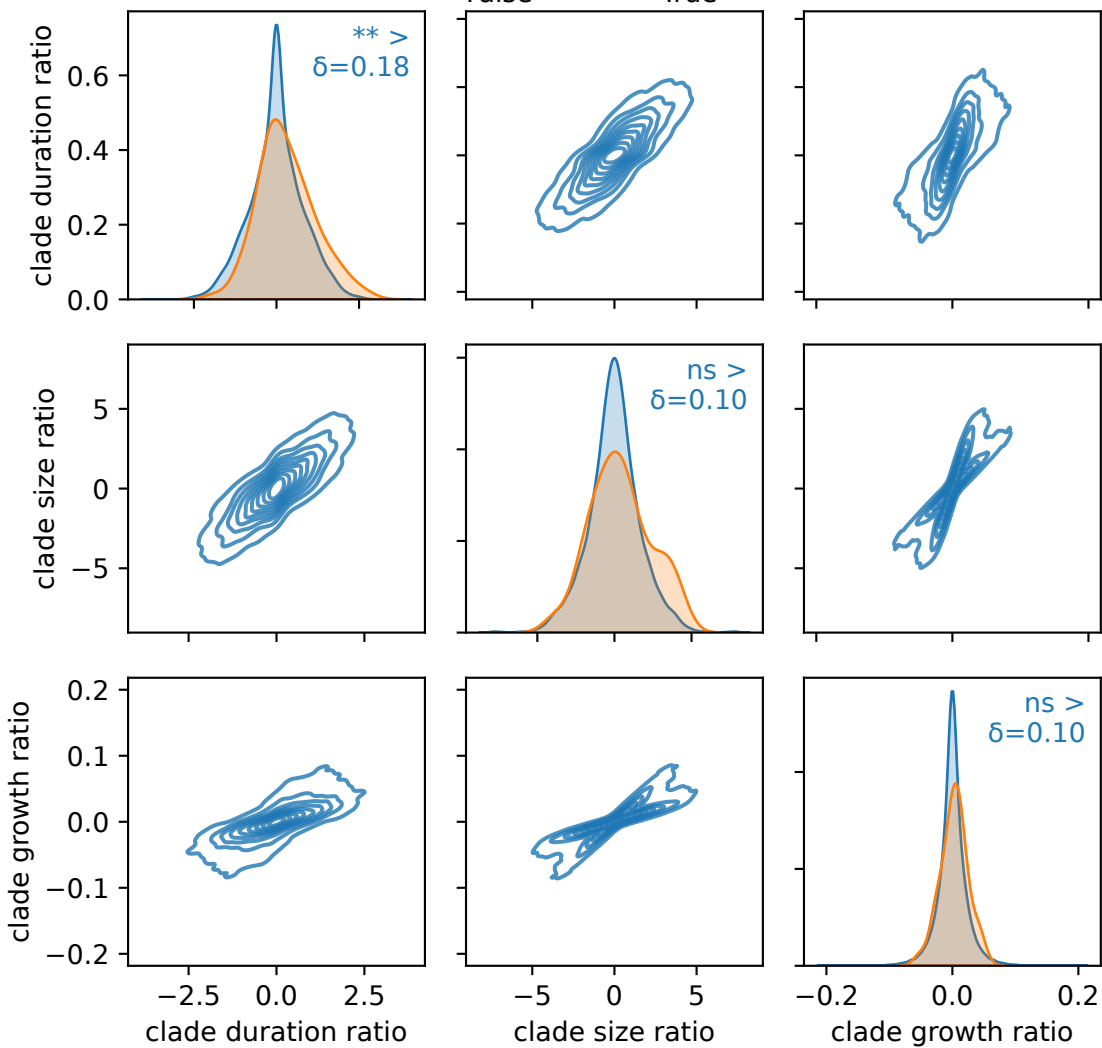 clade duration ratio
0.6
0.4
0.2
0.0
** >
δ=0.18
clade size ratio
5
0
−5
ns >
δ=0.10
clade growth ratio
0.2
0.1
0.0
−0.1
−0.2
ns >
δ=0.10
−2.5 0.0 2.5
−5 0 5
−0.2 0.0 0.2
clade duration ratio
clade size ratio
clade growth ratio